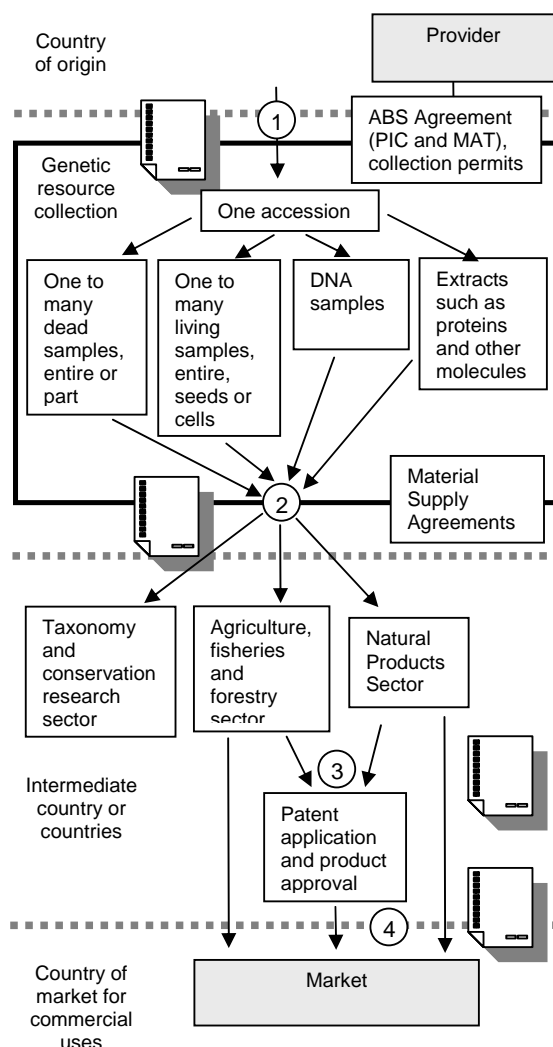 Country
of origin
Provider
1
ABS Agreement
(PIC and MAT),
collection permits
Genetic
resource
collection
One accession
One to
many
dead
samples,
entire or
part
One to
many
living
samples,
entire,
seeds or
cells
DNA
samples
Extracts
such as
proteins
and other
molecules
2
Material
Supply
Agreements
Taxonomy
and
conservation
research
sector
Agriculture,
fisheries
and
forestry
sector
Natural
Products
Sector
3
Intermediate
country or
countries
Patent
application
and product
approval
4
Country of
market for
commercial
uses
Market